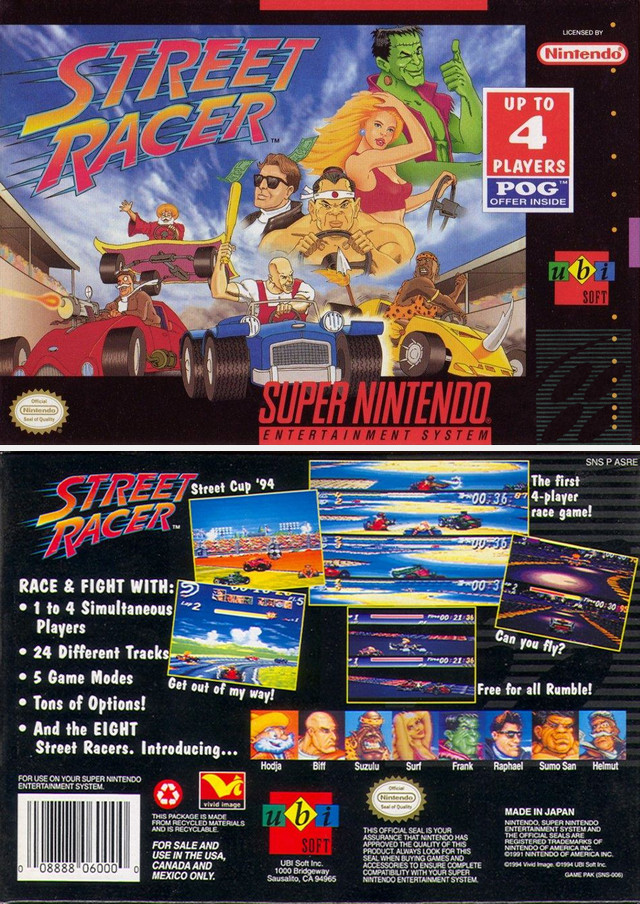 STREET
RACER™
LICENSED BY
Nintendo®
UP TO
4
PLAYERS
POG™
OFFER INSIDE
ubi
SOFT
Official
Nintendo
Seal of Quality
SUPER NINTENDO®
ENTERTAINMENT SYSTEM
SNS P ASRE
STREET
RACER™
Street Cup '94
The first
4-player
race game!
RACE & FIGHT WITH:
• 1 to 4 Simultaneous
Players
• 24 Different Tracks
• 5 Game Modes
• Tons of Options!
• And the EIGHT
Street Racers. Introducing...
Get out of my way!
Can you fly?
Free for all Rumble!
Hodja Biff Suzulu Surf Frank Raphael Sumo San Helmut
FOR USE ON YOUR SUPER NINTENDO
ENTERTAINMENT SYSTEM.
0 08888 06000 0
THIS PACKAGE IS MADE
FROM RECYCLED MATERIALS
AND IS RECYCLABLE.
FOR SALE AND
USE IN THE USA,
CANADA AND
MEXICO ONLY.
Vi
vivid image
ubi
SOFT
UBI Soft Inc.
1000 Bridgeway
Sausalito, CA 94965
Official
Nintendo
Seal of Quality
THIS OFFICIAL SEAL IS YOUR
ASSURANCE THAT NINTENDO HAS
APPROVED THE QUALITY OF THIS
PRODUCT. ALWAYS LOOK FOR THIS
SEAL WHEN BUYING GAMES AND
ACCESSORIES TO ENSURE COMPLETE
COMPATIBILITY WITH YOUR SUPER
NINTENDO ENTERTAINMENT SYSTEM.
MADE IN JAPAN
NINTENDO, SUPER NINTENDO
ENTERTAINMENT SYSTEM AND
THE OFFICIAL SEALS ARE
REGISTERED TRADEMARKS OF
NINTENDO OF AMERICA INC.
©1991 NINTENDO OF AMERICA INC.
©1994 Vivid Image. ©1994 UBI Soft Inc.
GAME PAK (SNS-006)